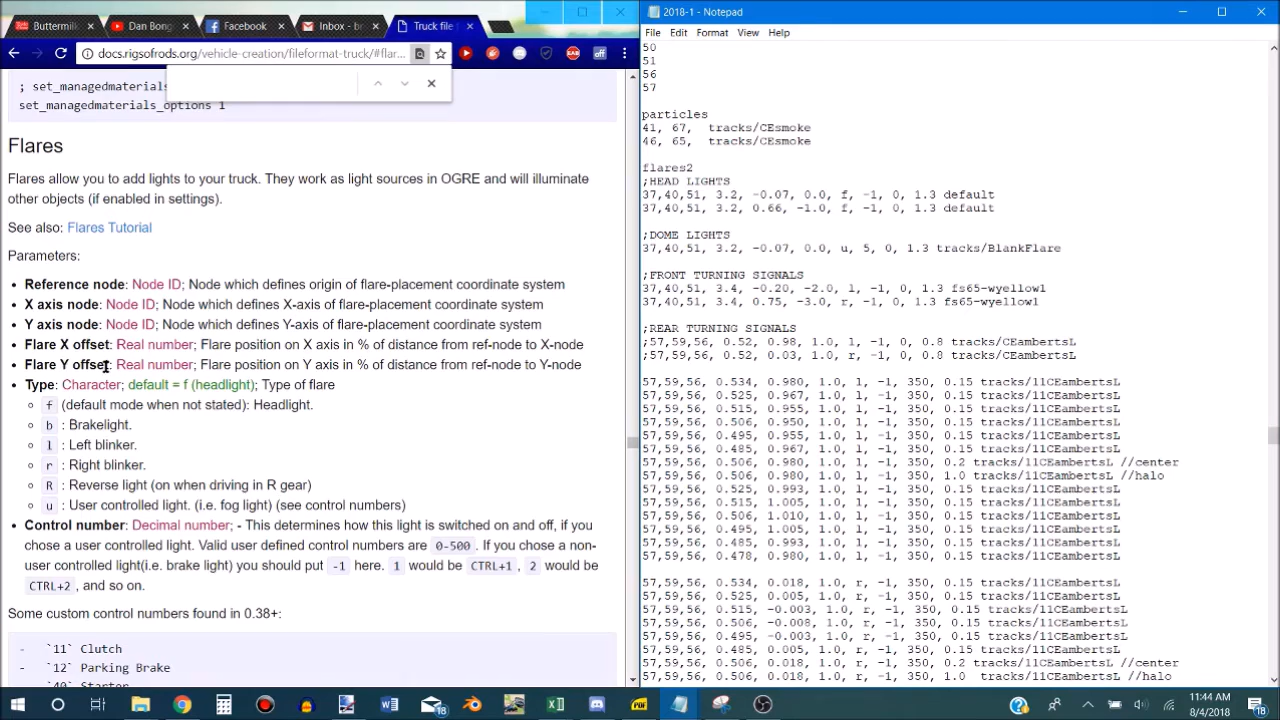 Buttermilk
Dan Bong
Facebook
Gmail Inbox - br
Truck file
docs.rigsofrods.org/vehicle-creation/fileformat-truck/#flar...
; set_managedmaterials
set_managedmaterials_options 1
Flares
Flares allow you to add lights to your truck. They work as light sources in OGRE and will illuminate
other objects (if enabled in settings).
See also: Flares Tutorial
Parameters:
Reference node: Node ID; Node which defines origin of flare-placement coordinate system
X axis node: Node ID; Node which defines X-axis of flare-placement coordinate system
Y axis node: Node ID; Node which defines Y-axis of flare-placement coordinate system
Flare X offset: Real number; Flare position on X axis in % of distance from ref-node to X-node
Flare Y offset: Real number; Flare position on Y axis in % of distance from ref-node to Y-node
Type: Character; default = f (headlight); Type of flare
f (default mode when not stated): Headlight.
b : Brakelight.
l : Left blinker.
r : Right blinker.
R : Reverse light (on when driving in R gear)
u : User controlled light. (i.e. fog light) (see control numbers)
Control number: Decimal number; - This determines how this light is switched on and off, if you
chose a user controlled light. Valid user defined control numbers are 0-500 . If you chose a non-
user controlled light(i.e. brake light) you should put -1 here. 1 would be CTRL+1 , 2 would be
CTRL+2 , and so on.
Some custom control numbers found in 0.38+:
- `11` Clutch
- `12` Parking Brake
2018-1 - Notepad
File Edit Format View Help
50
51
56
57
particles
41, 67, tracks/CEsmoke
46, 65, tracks/CEsmoke
flares2
;HEAD LIGHTS
37,40,51, 3.2, -0.07, 0.0, f, -1, 0, 1.3 default
37,40,51, 3.2, 0.66, -1.0, f, -1, 0, 1.3 default
;DOME LIGHTS
37,40,51, 3.2, -0.07, 0.0, u, 5, 0, 1.3 tracks/BlankFlare
;FRONT TURNING SIGNALS
37,40,51, 3.4, -0.20, -2.0, l, -1, 0, 1.3 fs65-wyellow1
37,40,51, 3.4, 0.75, -3.0, r, -1, 0, 1.3 fs65-wyellow1
;REAR TURNING SIGNALS
;57,59,56, 0.52, 0.98, 1.0, l, -1, 0, 0.8 tracks/CEambertsL
;57,59,56, 0.52, 0.03, 1.0, r, -1, 0, 0.8 tracks/CEambertsL
57,59,56, 0.534, 0.980, 1.0, l, -1, 350, 0.15 tracks/11CEambertsL
57,59,56, 0.525, 0.967, 1.0, l, -1, 350, 0.15 tracks/11CEambertsL
57,59,56, 0.515, 0.955, 1.0, l, -1, 350, 0.15 tracks/11CEambertsL
57,59,56, 0.506, 0.950, 1.0, l, -1, 350, 0.15 tracks/11CEambertsL
57,59,56, 0.495, 0.955, 1.0, l, -1, 350, 0.15 tracks/11CEambertsL
57,59,56, 0.485, 0.967, 1.0, l, -1, 350, 0.15 tracks/11CEambertsL
57,59,56, 0.506, 0.980, 1.0, l, -1, 350, 0.2 tracks/11CEambertsL //center
57,59,56, 0.506, 0.980, 1.0, l, -1, 350, 1.0 tracks/11CEambertsL //halo
57,59,56, 0.525, 0.993, 1.0, l, -1, 350, 0.15 tracks/11CEambertsL
57,59,56, 0.515, 1.005, 1.0, l, -1, 350, 0.15 tracks/11CEambertsL
57,59,56, 0.506, 1.010, 1.0, l, -1, 350, 0.15 tracks/11CEambertsL
57,59,56, 0.495, 1.005, 1.0, l, -1, 350, 0.15 tracks/11CEambertsL
57,59,56, 0.485, 0.993, 1.0, l, -1, 350, 0.15 tracks/11CEambertsL
57,59,56, 0.478, 0.980, 1.0, l, -1, 350, 0.15 tracks/11CEambertsL
57,59,56, 0.534, 0.018, 1.0, r, -1, 350, 0.15 tracks/11CEambertsL
57,59,56, 0.525, 0.005, 1.0, r, -1, 350, 0.15 tracks/11CEambertsL
57,59,56, 0.515, -0.003, 1.0, r, -1, 350, 0.15 tracks/11CEambertsL
57,59,56, 0.506, -0.008, 1.0, r, -1, 350, 0.15 tracks/11CEambertsL
57,59,56, 0.495, -0.003, 1.0, r, -1, 350, 0.15 tracks/11CEambertsL
57,59,56, 0.485, 0.005, 1.0, r, -1, 350, 0.15 tracks/11CEambertsL
57,59,56, 0.506, 0.018, 1.0, r, -1, 350, 0.2 tracks/11CEambertsL //center
57,59,56, 0.506, 0.018, 1.0, r, -1, 350, 1.0 tracks/11CEambertsL //halo
11:44 AM
8/4/2018
18
18